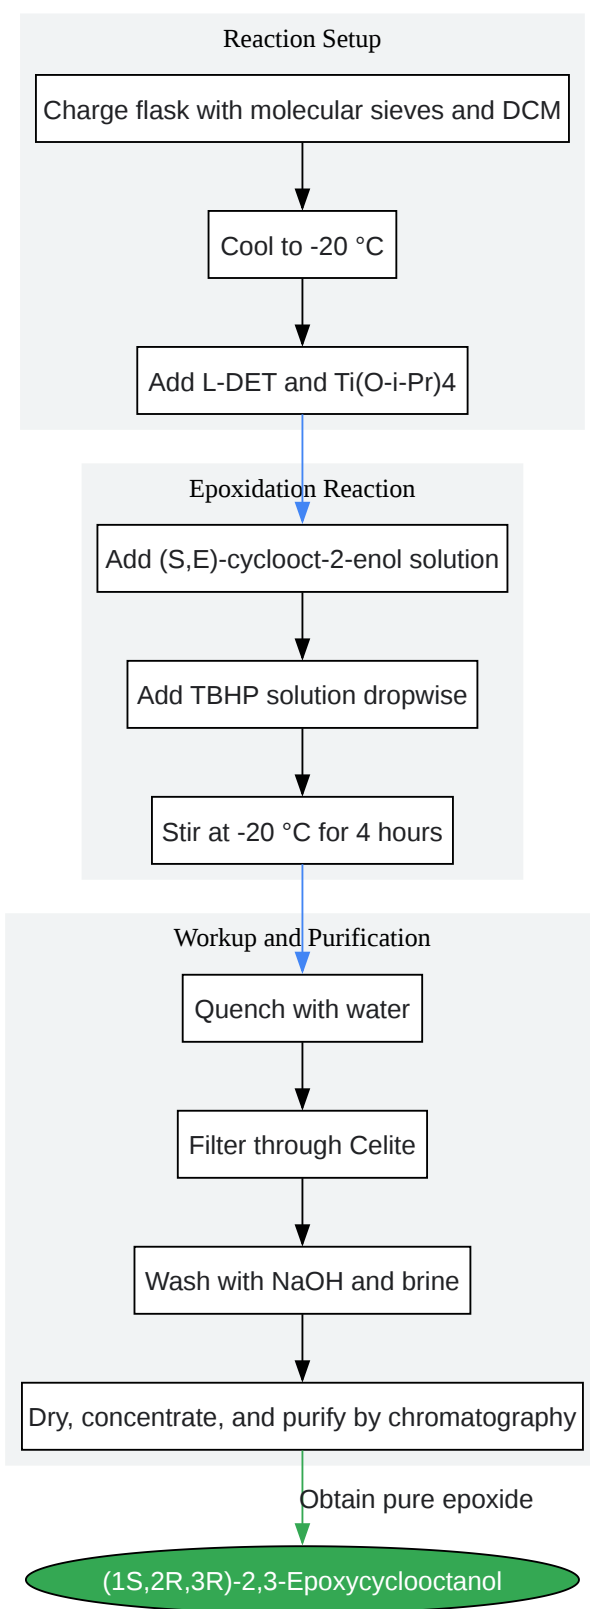 Reaction Setup
Charge flask with molecular sieves and DCM
Cool to -20 °C
Add L-DET and Ti(O-i-Pr)4
Epoxidation Reaction
Add (S,E)-cyclooct-2-enol solution
Add TBHP solution dropwise
Stir at -20 °C for 4 hours
Workup and Purification
Quench with water
Filter through Celite
Wash with NaOH and brine
Dry, concentrate, and purify by chromatography
Obtain pure epoxide
(1S,2R,3R)-2,3-Epoxycyclooctanol